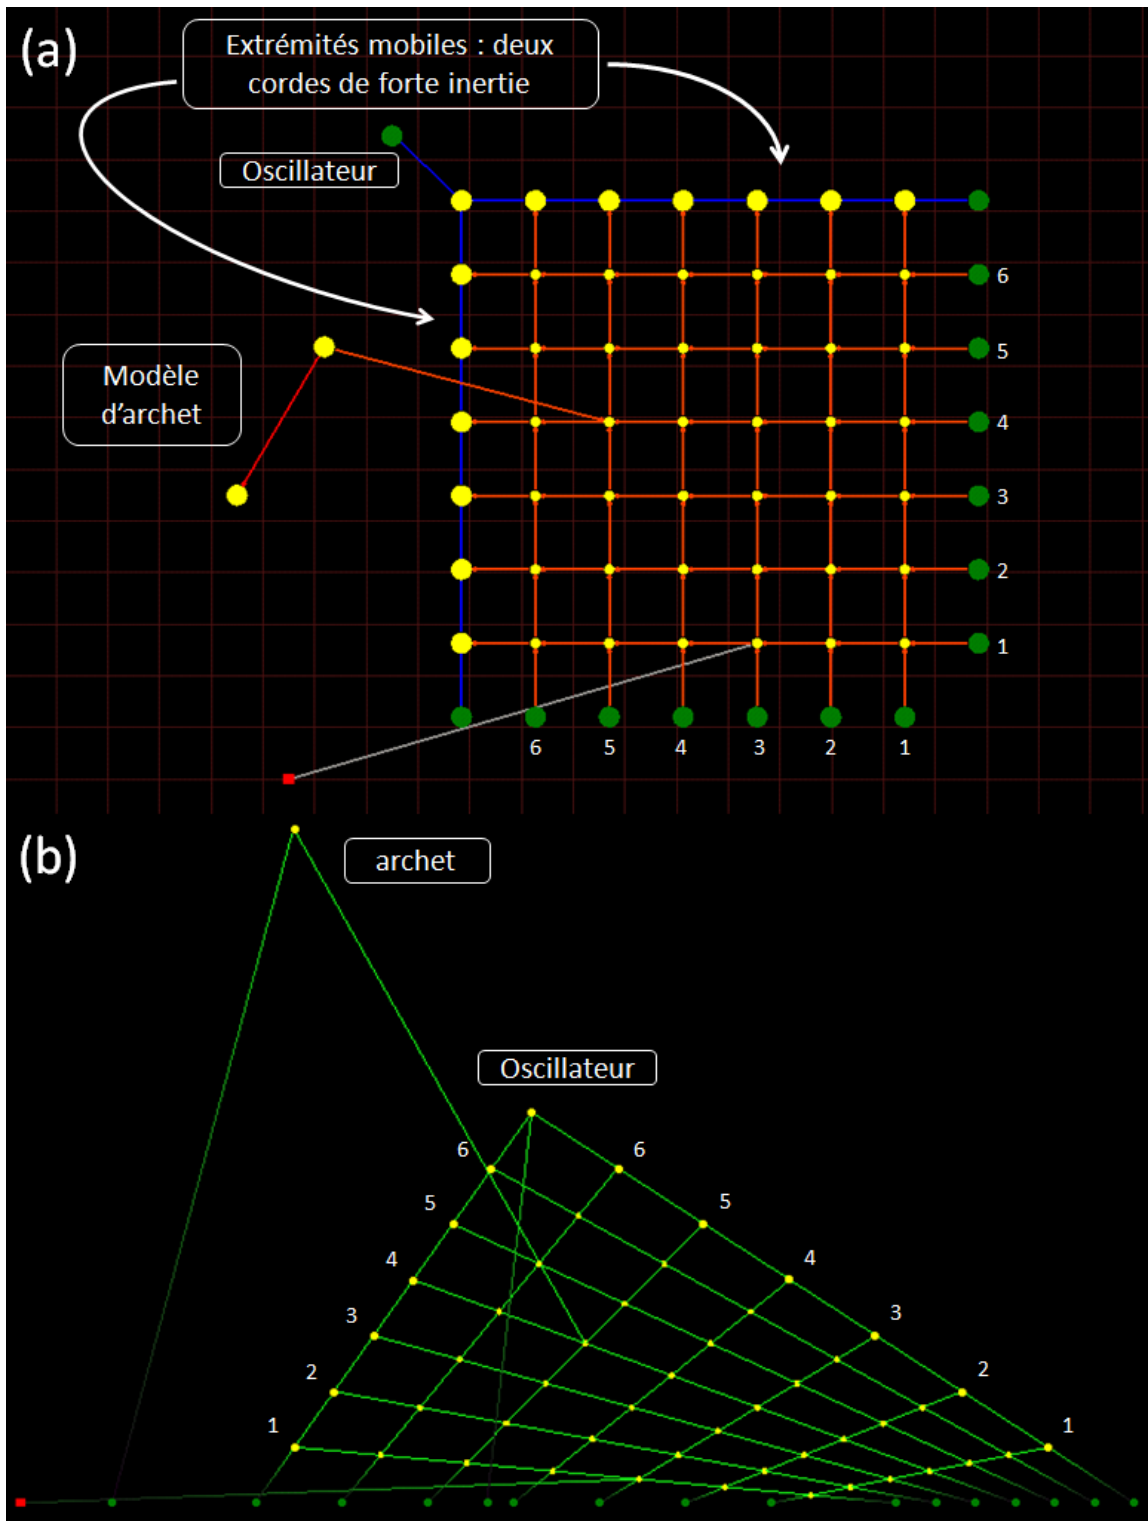 (a)
Extrémités mobiles : deux
cordes de forte inertie
Oscillateur
Modèle
d'archet
6
5
4
3
2
1
6 5 4 3 2 1
(b)
archet
Oscillateur
6 6
5 5
4 4
3 3
2 2
1 1